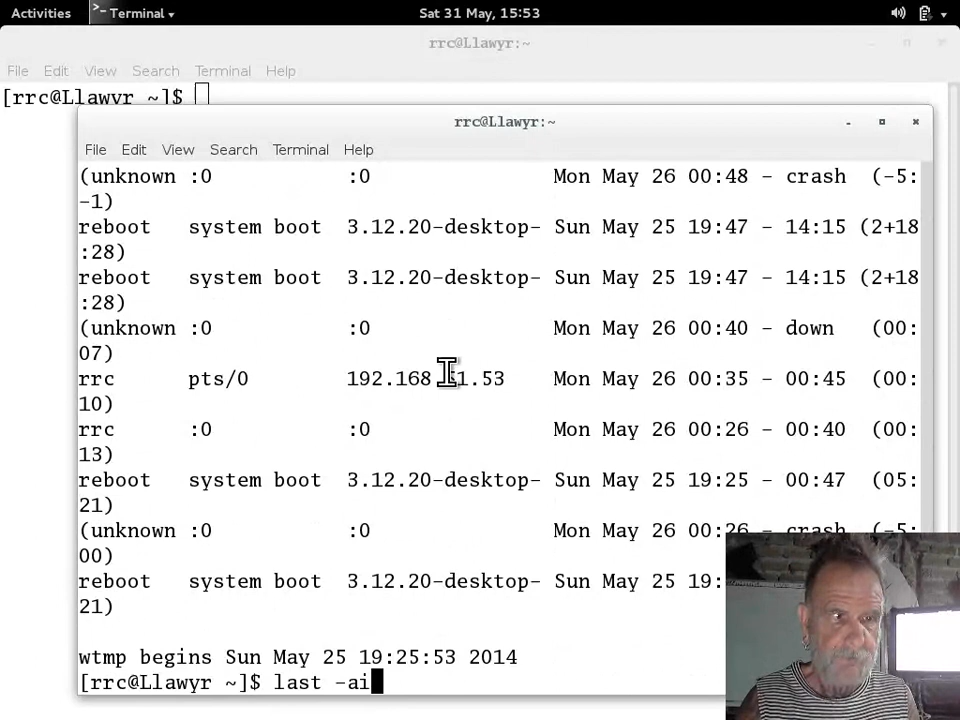 Activities Terminal Sat 31 May, 15:53
rrc@Llawyr:~
File Edit View Search Terminal Help
[rrc@Llawyr ~]$
rrc@Llawyr:~
File Edit View Search Terminal Help
(unknown :0 :0 Mon May 26 00:48 - crash (-5:
-1)
reboot system boot 3.12.20-desktop- Sun May 25 19:47 - 14:15 (2+18
:28)
reboot system boot 3.12.20-desktop- Sun May 25 19:47 - 14:15 (2+18
:28)
(unknown :0 :0 Mon May 26 00:40 - down (00:
07)
rrc pts/0 Mon May 26 00:35 - 00:45 (00:
10)
rrc :0 :0 Mon May 26 00:26 - 00:40 (00:
13)
reboot system boot 3.12.20-desktop- Sun May 25 19:25 - 00:47 (05:
21)
(unknown :0 :0 Mon May 26 00:26 - crash (-5:
00)
reboot system boot 3.12.20-desktop- Sun May 25 19:
21)
wtmp begins Sun May 25 19:25:53 2014
[rrc@Llawyr ~]$ last -ai